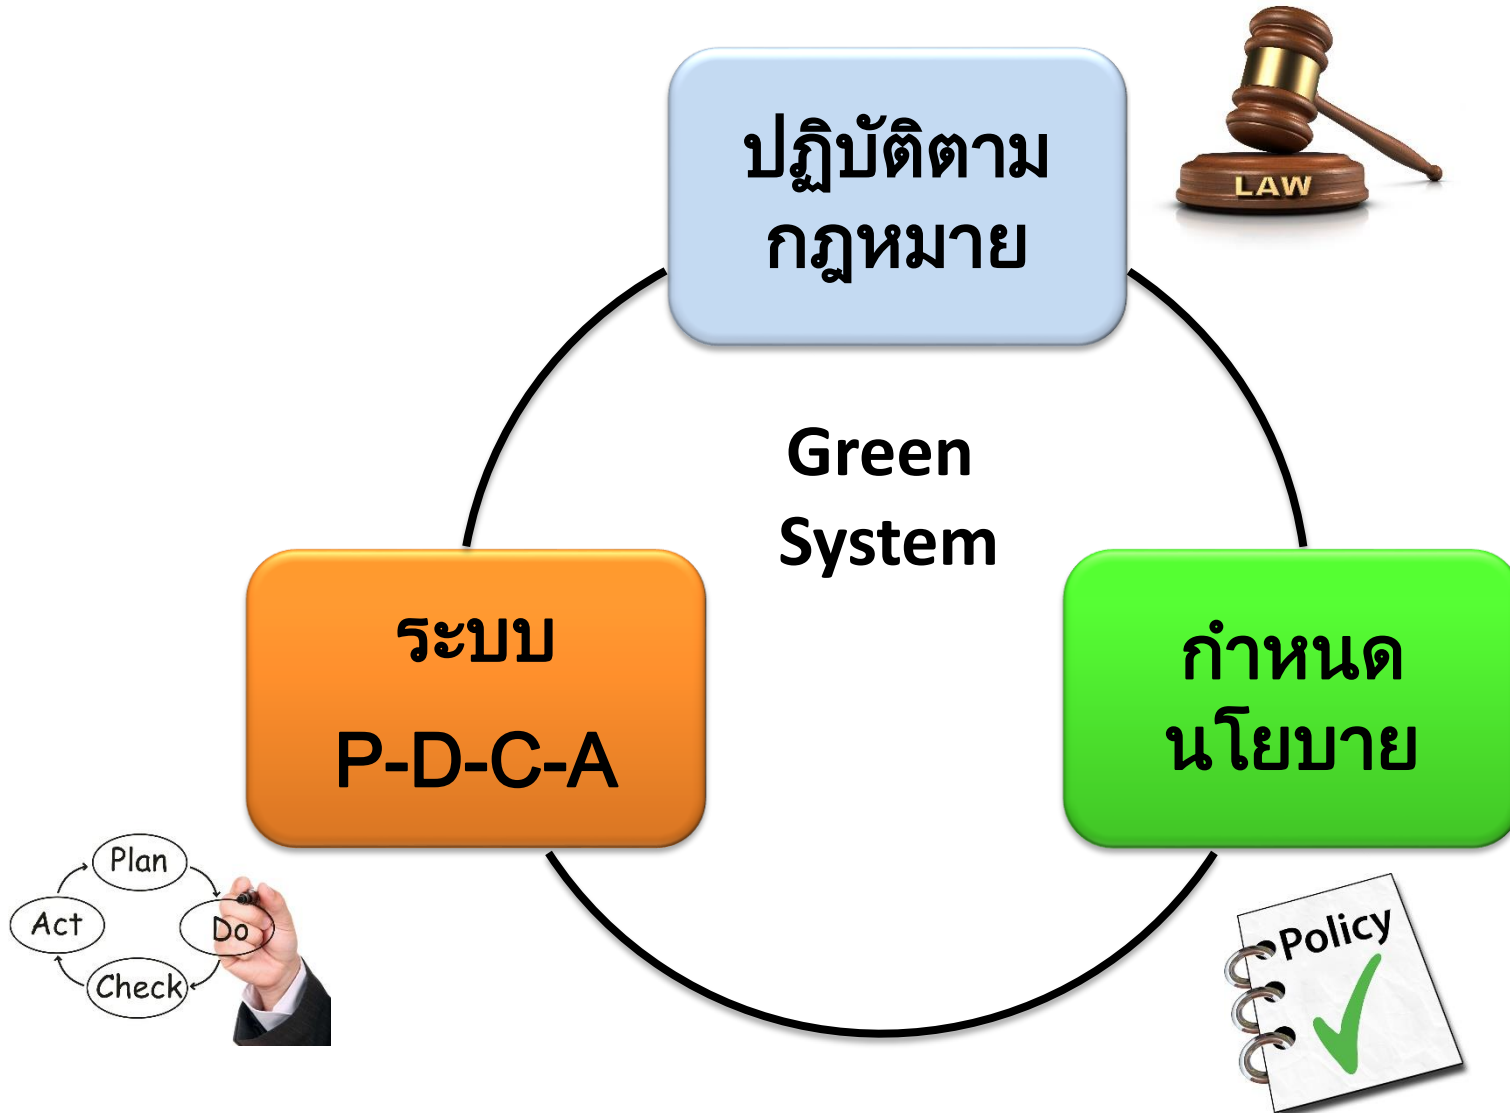 ปฏิบัติตาม
กฎหมาย
LAW
Green
System
ระบบ
P-D-C-A
กำหนด
นโยบาย
Plan
Act
Do
Check
Policy